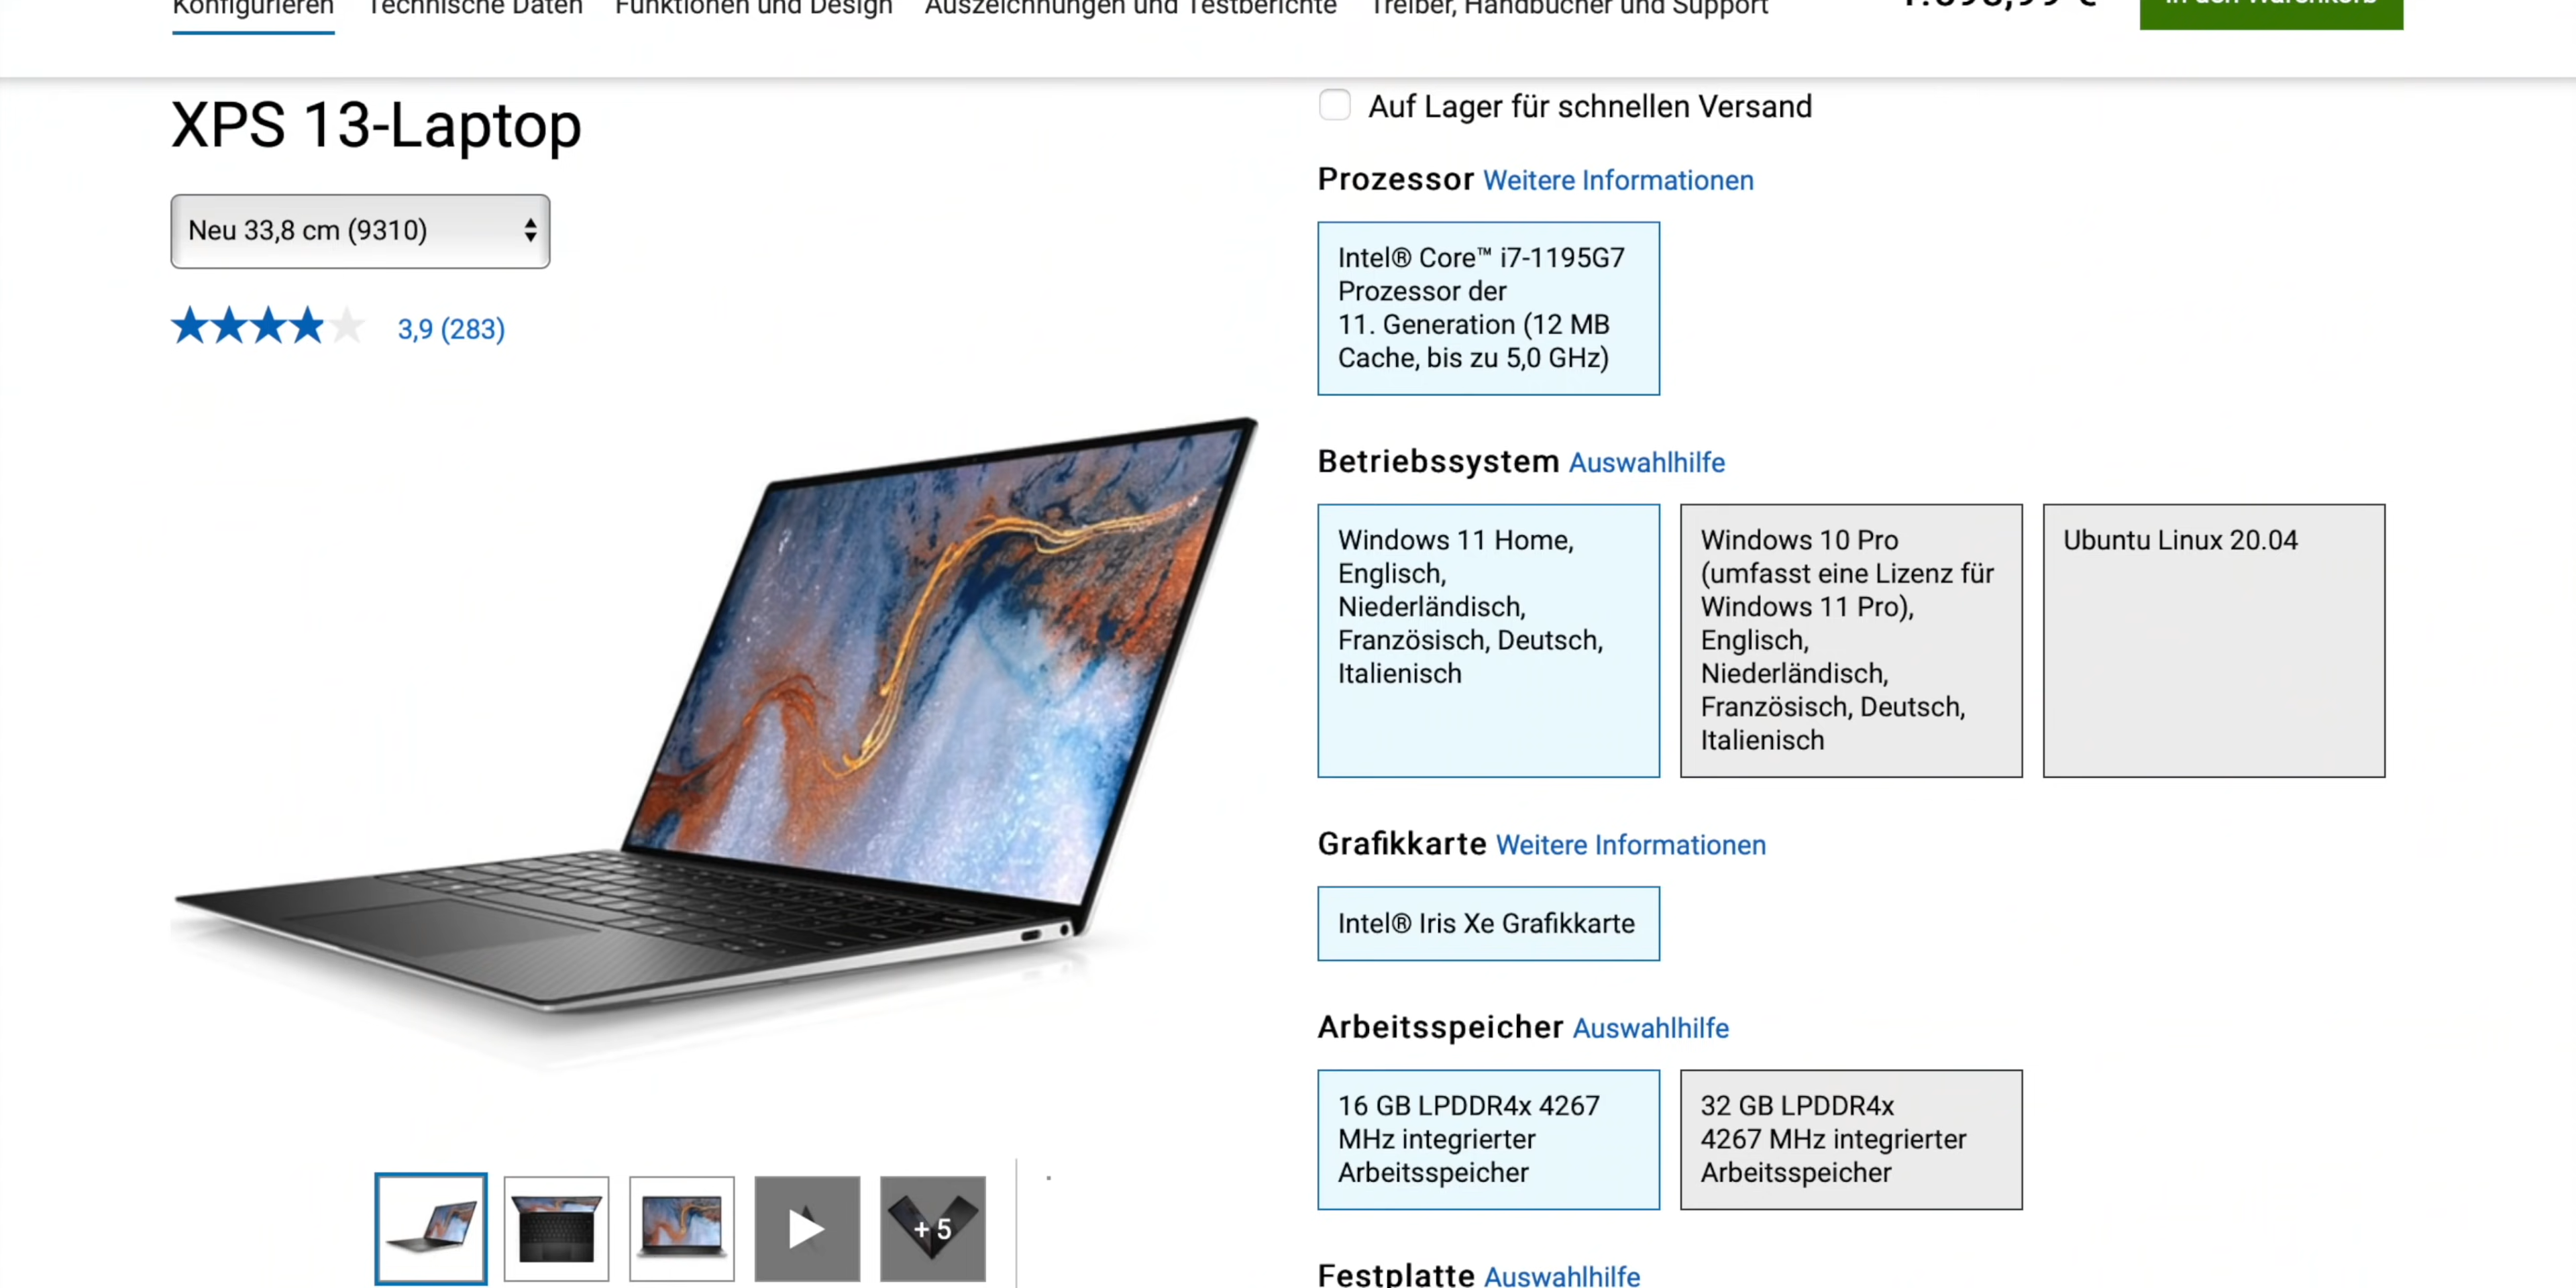 Konfigurieren Technische Daten Funktionen und Design Auszeichnungen und Testberichte Treiber, Handbücher und Support
In den Warenkorb
XPS 13-Laptop
Neu 33,8 cm (9310)
3,9 (283)
+ 5
Auf Lager für schnellen Versand
Prozessor Weitere Informationen
Intel® Core™ i7-1195G7
Prozessor der
11. Generation (12 MB
Cache, bis zu 5,0 GHz)
Betriebssystem Auswahlhilfe
Windows 11 Home,
Englisch,
Niederländisch,
Französisch, Deutsch,
Italienisch
Windows 10 Pro
(umfasst eine Lizenz für
Windows 11 Pro),
Englisch,
Niederländisch,
Französisch, Deutsch,
Italienisch
Ubuntu Linux 20.04
Grafikkarte Weitere Informationen
Intel® Iris Xe Grafikkarte
Arbeitsspeicher Auswahlhilfe
16 GB LPDDR4x 4267
MHz integrierter
Arbeitsspeicher
32 GB LPDDR4x
4267 MHz integrierter
Arbeitsspeicher
Festplatte Auswahlhilfe